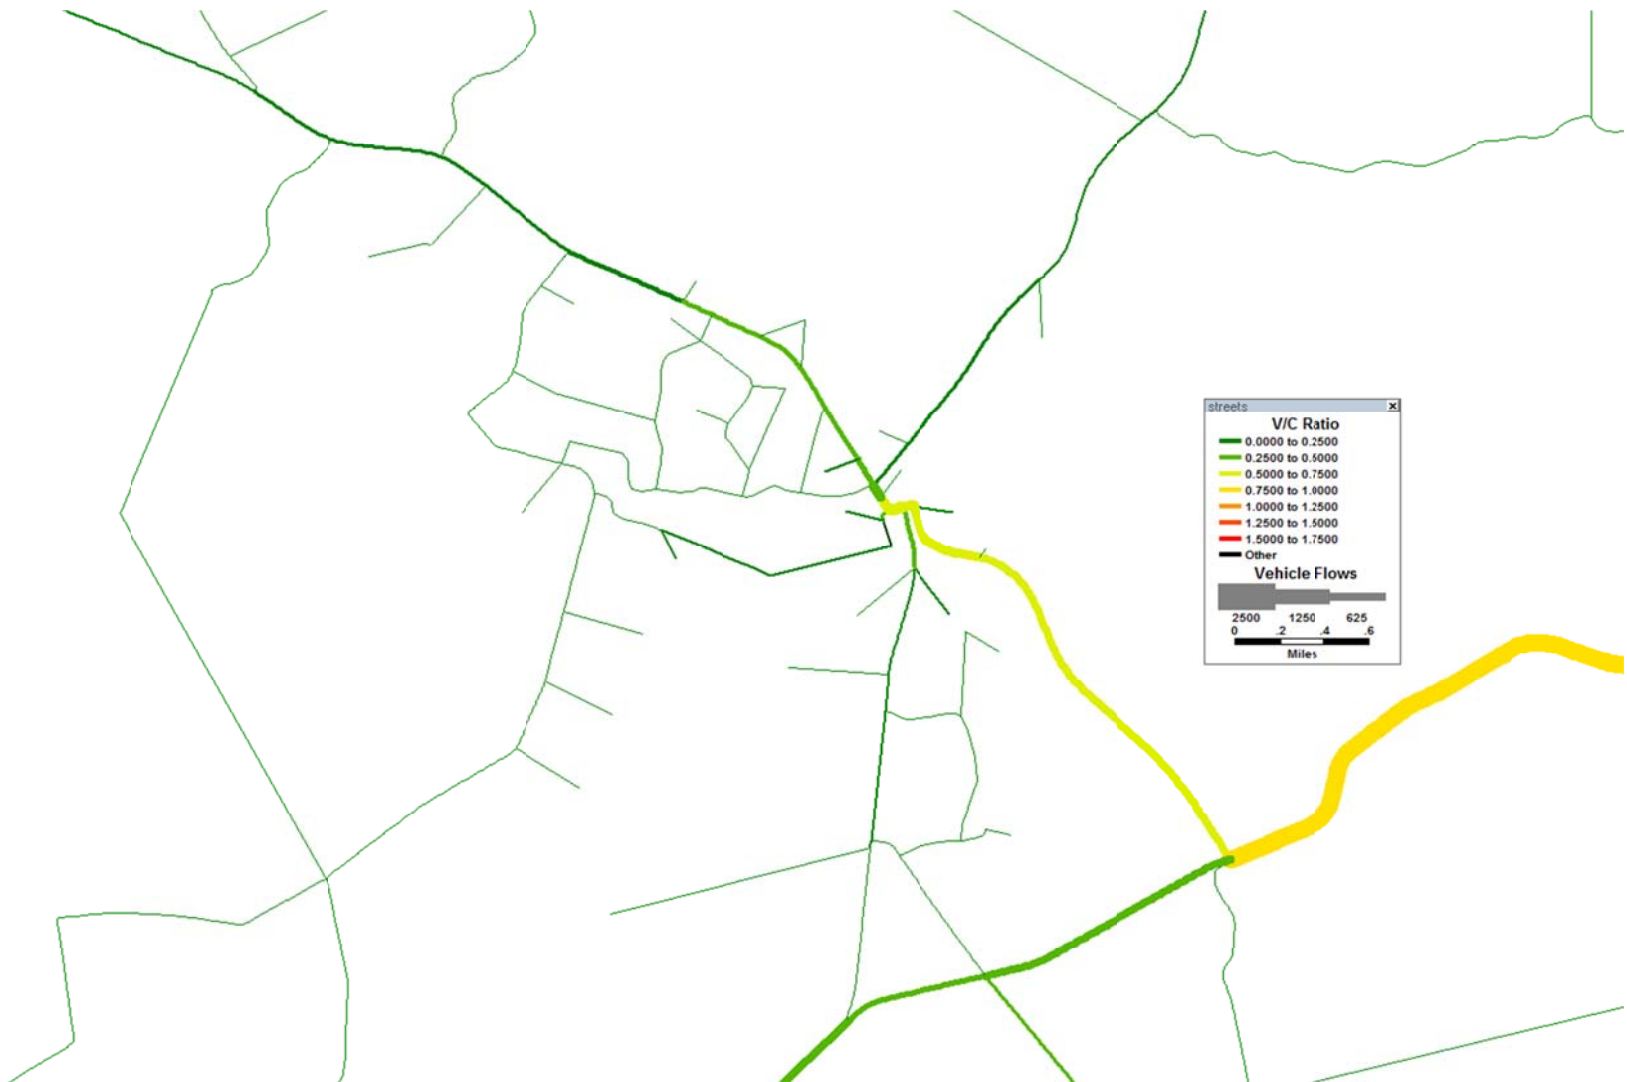 streets
V/C Ratio
0.0000 to 0.2500
0.2500 to 0.5000
0.5000 to 0.7500
0.7500 to 1.0000
1.0000 to 1.2500
1.2500 to 1.5000
1.5000 to 1.7500
Other
Vehicle Flows
2500 1250 625
0 .2 .4 .6
Miles